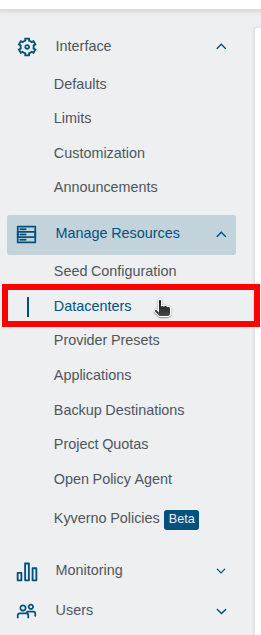 Interface
Defaults
Limits
Customization
Announcements
Manage Resources
Seed Configuration
Datacenters
Provider Presets
Applications
Backup Destinations
Project Quotas
Open Policy Agent
Kyverno Policies Beta
Monitoring
Users